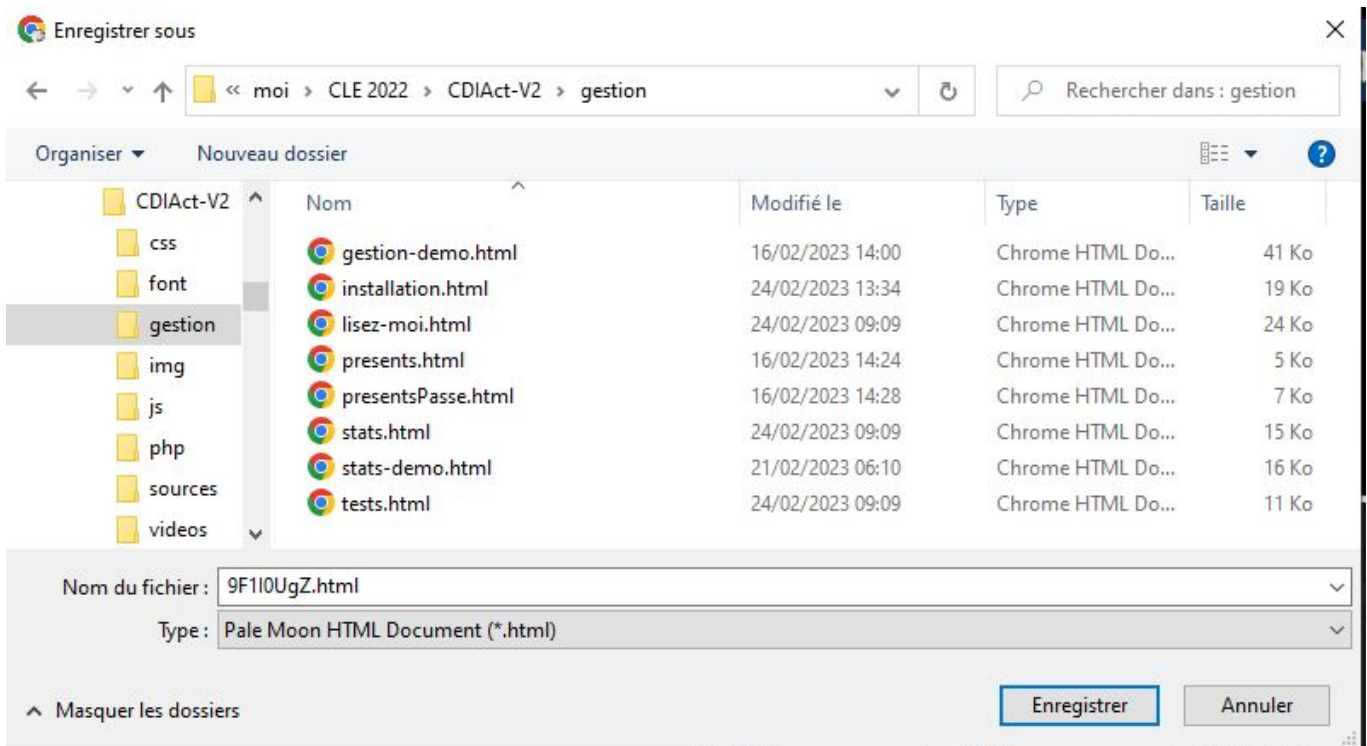 Enregistrer sous
« moi › CLE 2022 › CDIAct-V2 › gestion
Rechercher dans : gestion
Organiser
Nouveau dossier
CDIAct-V2
css
font
gestion
img
js
php
sources
videos
Nom Modifié le Type Taille
gestion-demo.html 16/02/2023 14:00 Chrome HTML Do... 41 Ko
installation.html 24/02/2023 13:34 Chrome HTML Do... 19 Ko
lisez-moi.html 24/02/2023 09:09 Chrome HTML Do... 24 Ko
presents.html 16/02/2023 14:24 Chrome HTML Do... 5 Ko
presentsPasse.html 16/02/2023 14:28 Chrome HTML Do... 7 Ko
stats.html 24/02/2023 09:09 Chrome HTML Do... 15 Ko
stats-demo.html 21/02/2023 06:10 Chrome HTML Do... 16 Ko
tests.html 24/02/2023 09:09 Chrome HTML Do... 11 Ko
Nom du fichier : 9F1I0UgZ.html
Type : Pale Moon HTML Document (*.html)
Masquer les dossiers
Enregistrer
Annuler